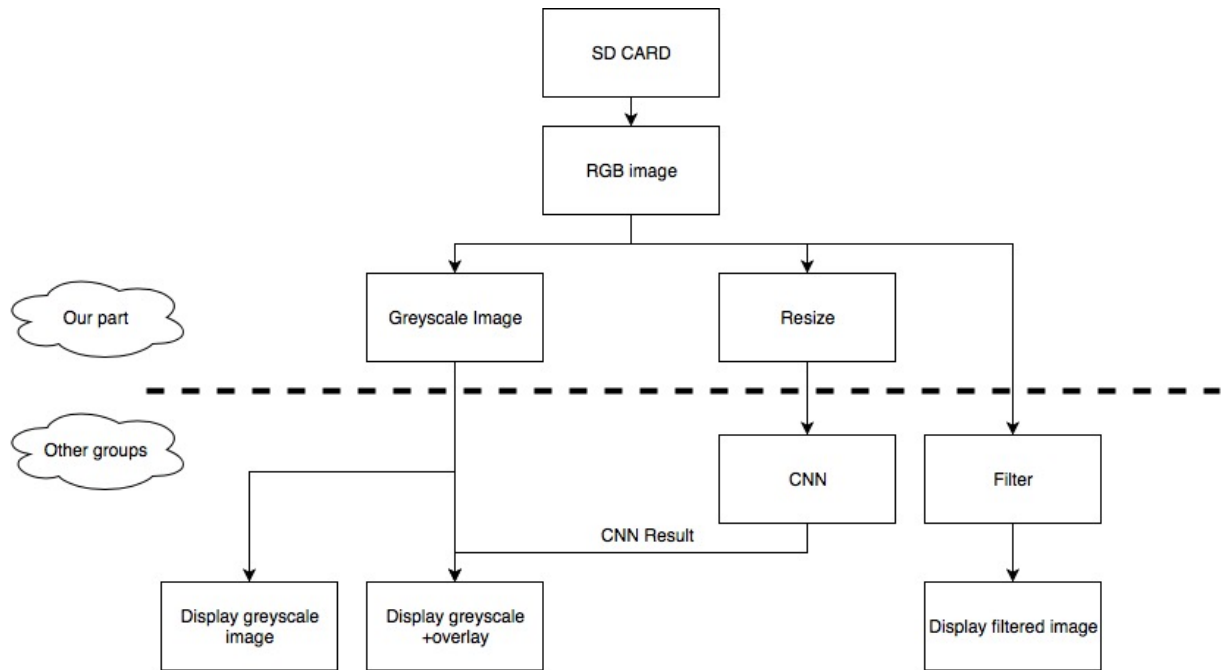 SD CARD
RGB image
Our part
Greyscale Image
Resize
Other groups
CNN
Filter
CNN Result
Display greyscale
image
Display greyscale
+overlay
Display filtered image